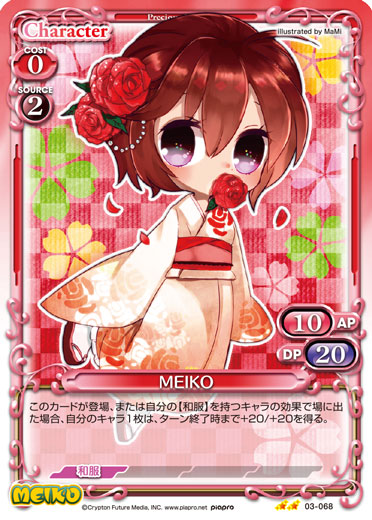 Precious
Character
illustrated by MaMi
COST
0
SOURCE
2
10 AP
DP 20
MEIKO
このカードが登場、または自分の【和服】を持つキャラの効果で場に出
た場合、自分のキャラ1枚は、ターン終了時まで+20/+20を得る。
和服
MEIKO
©Crypton Future Media, INC. www.piapro.net piapro
03-068